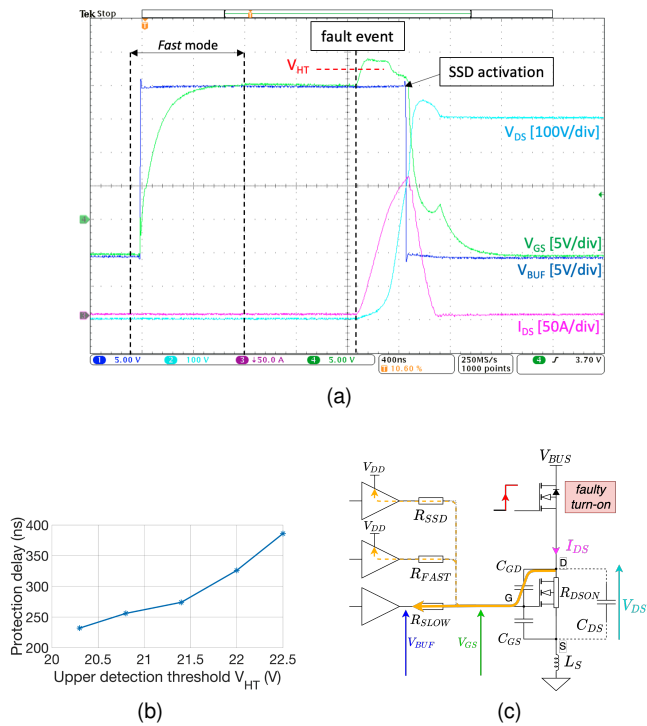 Tek Stop
Fast mode
fault event
V_HT
SSD activation
V_DS [100V/div]
V_GS [5V/div]
V_BUF [5V/div]
I_DS [50A/div]
1 5.00 V 2 100 V 3 ↓50.0 A 4 5.00 V 400ns 250MS/s 4 ƒ 3.70 V
T 10.60 % 1000 points
(a)
400
350
300
250
200
20 20.5 21 21.5 22 22.5
Protection delay (ns)
Upper detection threshold V_HT (V)
(b)
V_BUS
V_DD
faulty
turn-on
R_SSD
V_DD
I_DS
D
R_FAST
C_GD
R_DSON
G
V_DS
R_SLOW
C_GS
C_DS
V_BUF
V_GS
S
L_S
(c)